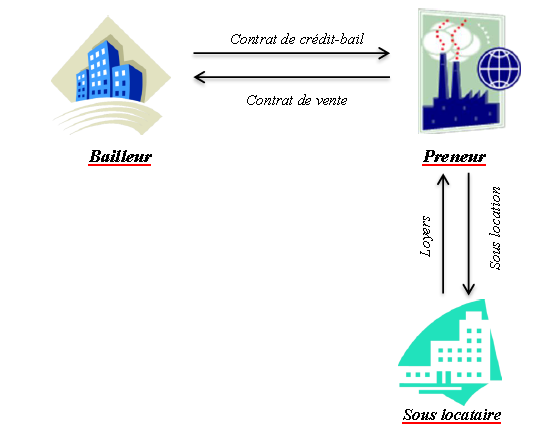 Contrat de crédit-bail
Contrat de vente
Bailleur
Preneur
Loyers
Sous location
Sous locataire